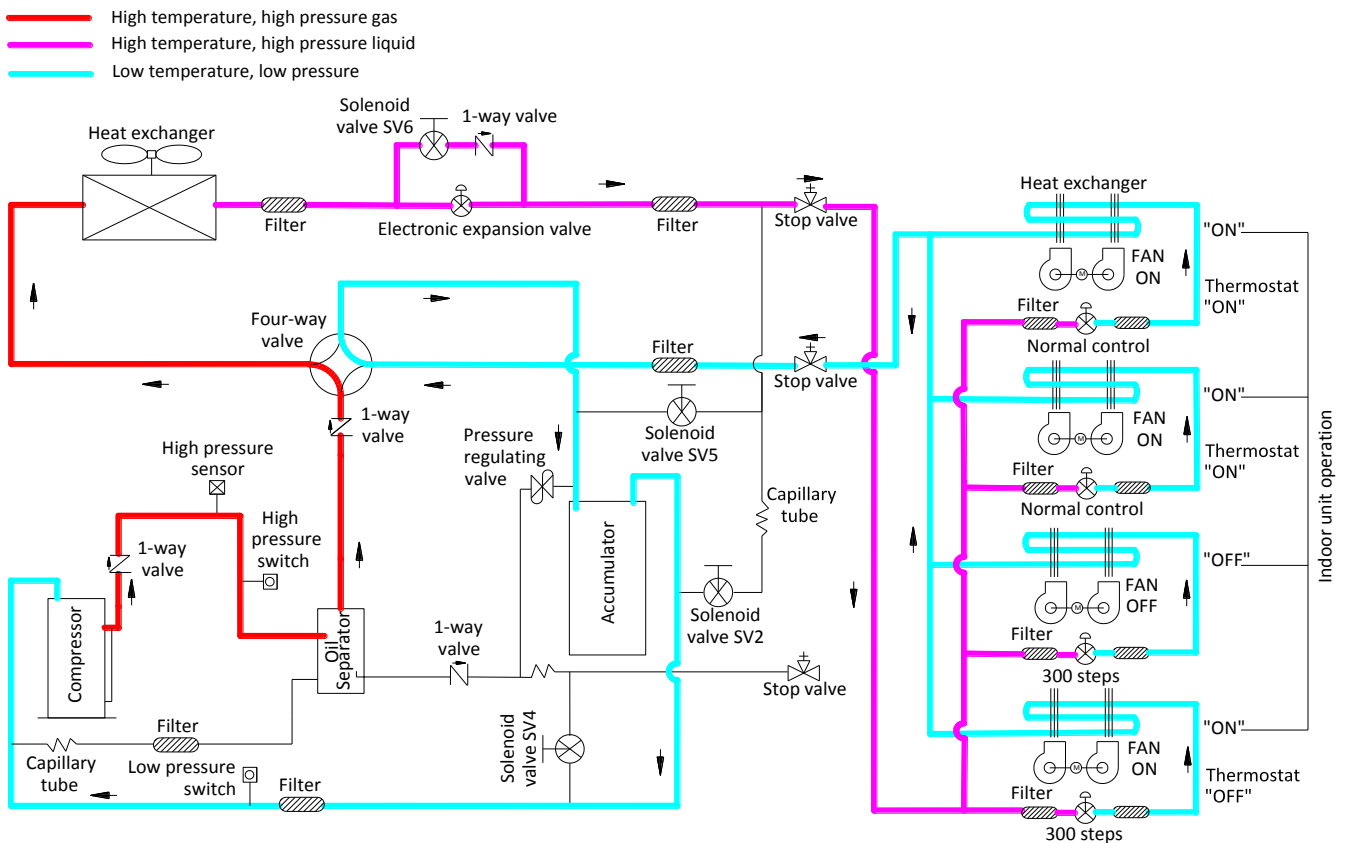 High temperature, high pressure gas
High temperature, high pressure liquid
Low temperature, low pressure
Solenoid
valve SV6
1-way valve
Heat exchanger
Filter
Electronic expansion valve
Filter
Stop valve
Heat exchanger
"ON"
FAN
ON
Thermostat
"ON"
Filter
Normal control
Four-way
valve
Filter
Stop valve
1-way
valve
Solenoid
valve SV5
"ON"
FAN
ON
Thermostat
"ON"
Filter
Normal control
High pressure
sensor
High
pressure
switch
1-way
valve
Pressure
regulating
valve
Capillary
tube
Accumulator
Solenoid
valve SV2
"OFF"
FAN
OFF
Filter
300 steps
Indoor unit operation
Compressor
Oil
Separator
1-way
valve
Stop valve
Solenoid
valve SV4
Filter
Capillary
tube
Low pressure
switch
Filter
"ON"
FAN
ON
Thermostat
"OFF"
Filter
300 steps
M
M
M
M